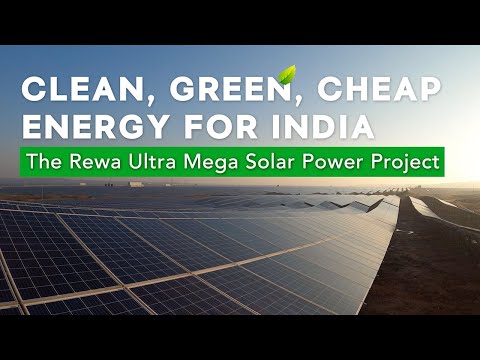 CLEAN, GREEN, CHEAP
ENERGY FOR INDIA
The Rewa Ultra Mega Solar Power Project